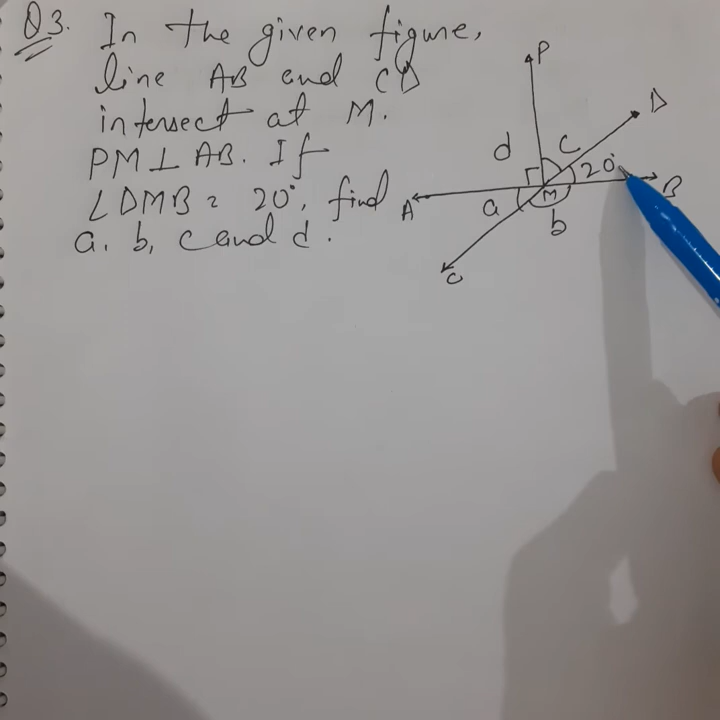 Q3. In the given figure,
line AB and CD
intersect at M.
PM⊥AB. If
∠DMB = 20°, find
a, b, c and d.
P
D
d
c
20°
B
A
a
M
b
C